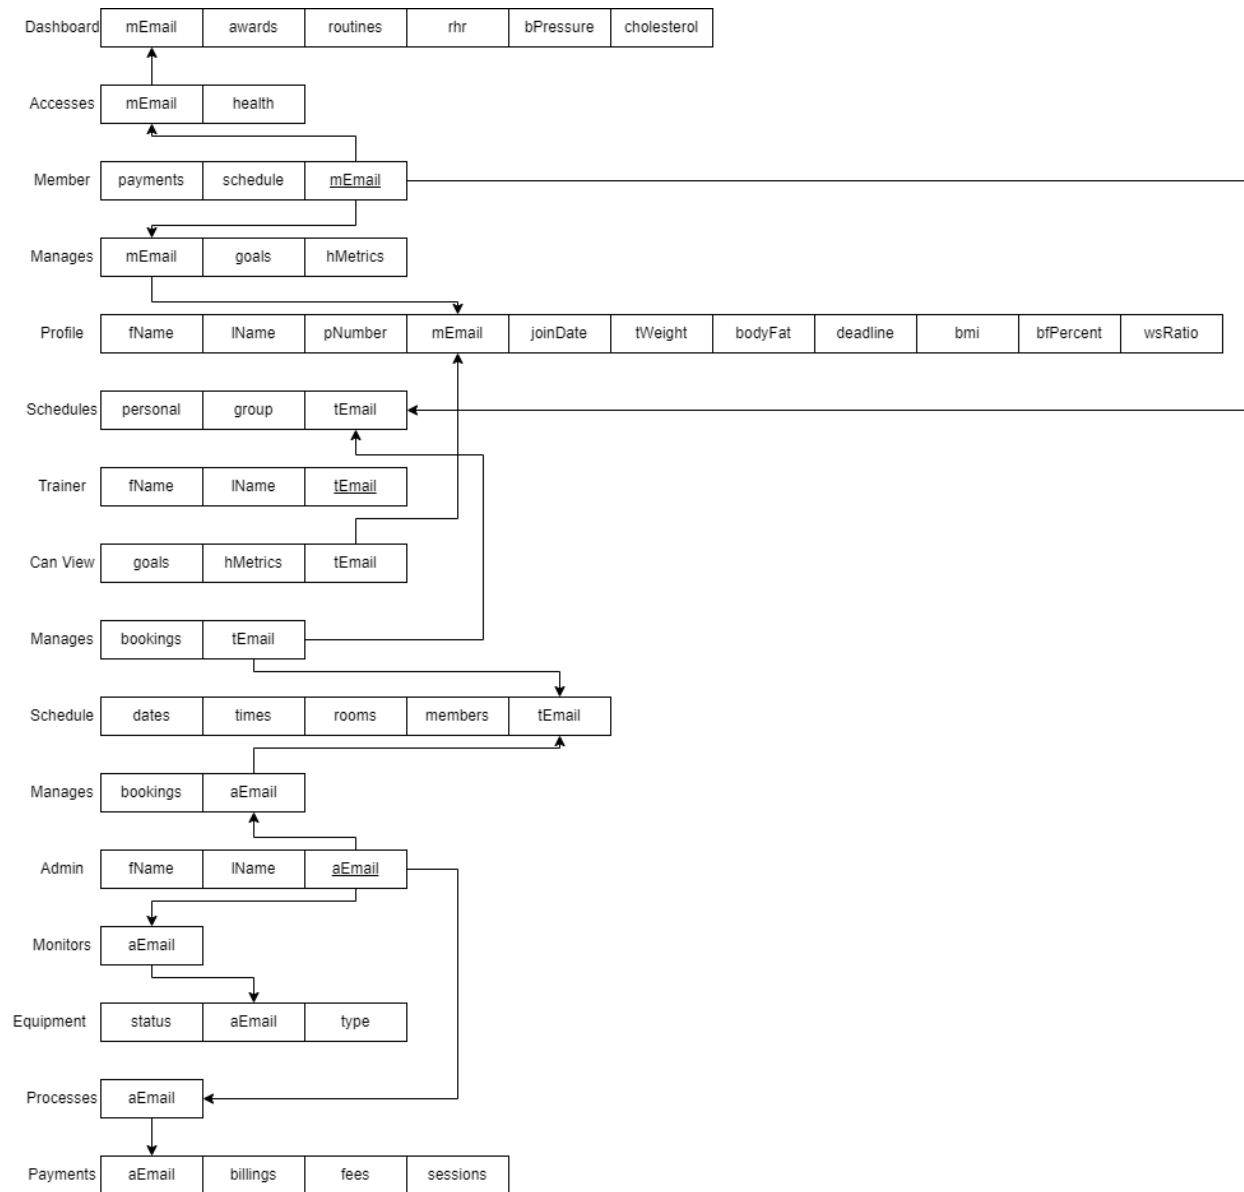 Dashboard mEmail awards routines rhr bPressure cholesterol
Accesses mEmail health
Member payments schedule mEmail
Manages mEmail goals hMetrics
Profile fName lName pNumber mEmail joinDate tWeight bodyFat deadline bmi bfPercent wsRatio
Schedules personal group tEmail
Trainer fName lName tEmail
Can View goals hMetrics tEmail
Manages bookings tEmail
Schedule dates times rooms members tEmail
Manages bookings aEmail
Admin fName lName aEmail
Monitors aEmail
Equipment status aEmail type
Processes aEmail
Payments aEmail billings fees sessions